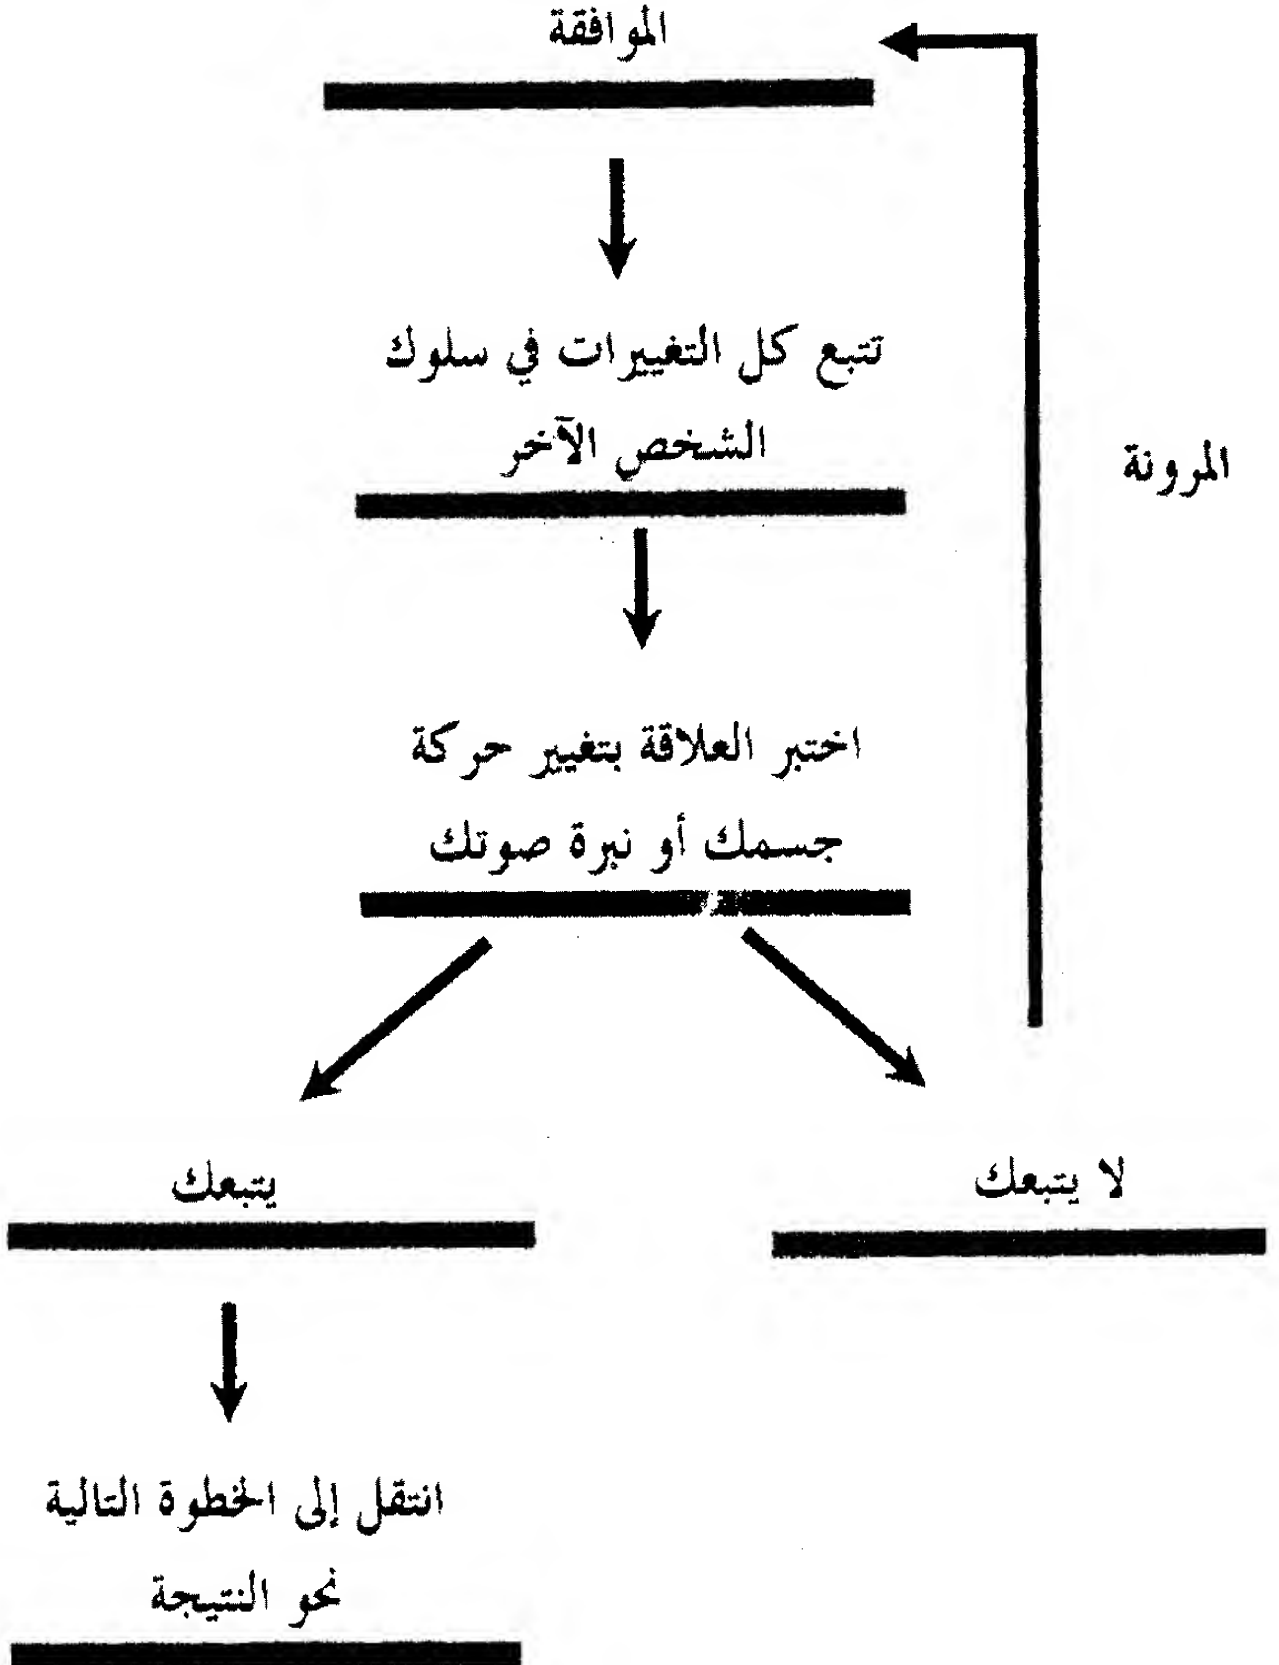 الموافقة
تتبع كل التغييرات في سلوك
الشخص الآخر
المرونة
اختبر العلاقة بتغيير حركة
جسمك أو نبرة صوتك
لا يتبعك
يتبعك
انتقل إلى الخطوة التالية
نحو النتيجة